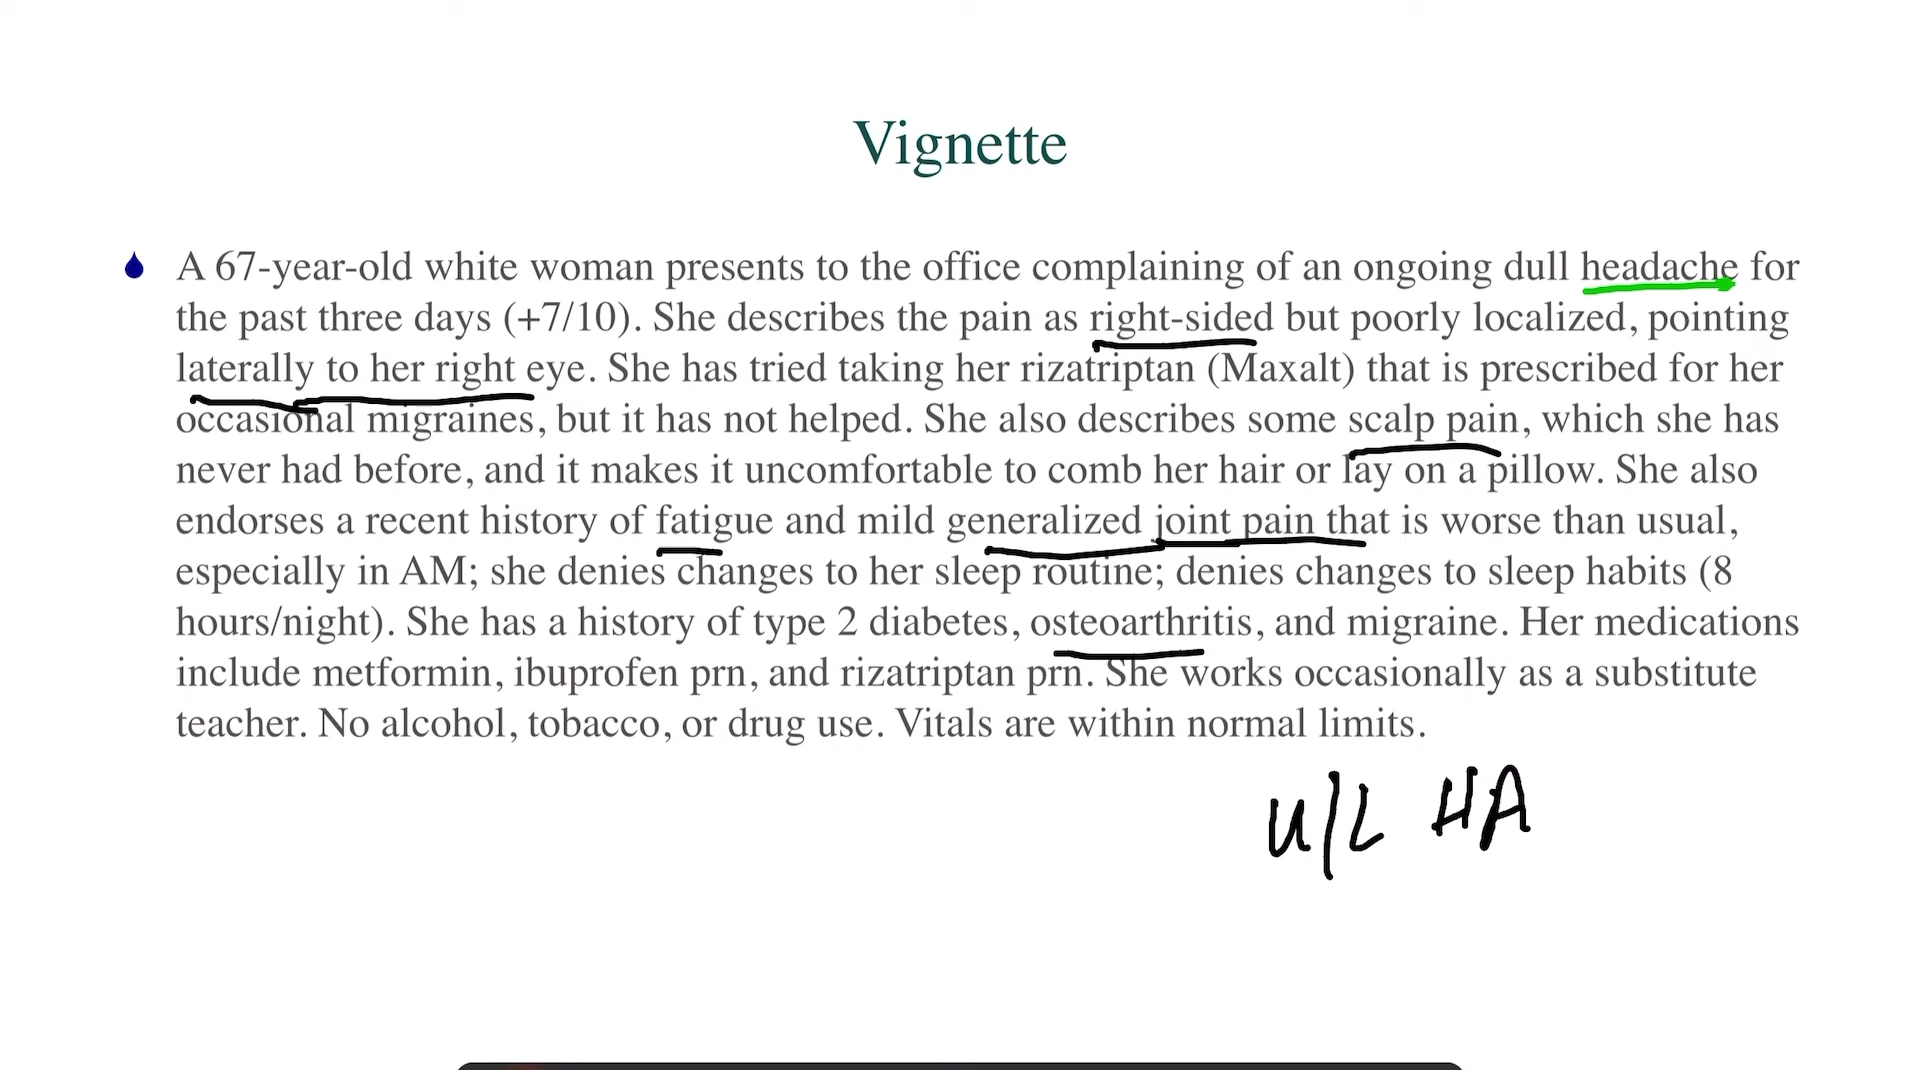 Vignette
A 67-year-old white woman presents to the office complaining of an ongoing dull headache for
the past three days (+7/10). She describes the pain as right-sided but poorly localized, pointing
laterally to her right eye. She has tried taking her rizatriptan (Maxalt) that is prescribed for her
occasional migraines, but it has not helped. She also describes some scalp pain, which she has
never had before, and it makes it uncomfortable to comb her hair or lay on a pillow. She also
endorses a recent history of fatigue and mild generalized joint pain that is worse than usual,
especially in AM; she denies changes to her sleep routine; denies changes to sleep habits (8
hours/night). She has a history of type 2 diabetes, osteoarthritis, and migraine. Her medications
include metformin, ibuprofen prn, and rizatriptan prn. She works occasionally as a substitute
teacher. No alcohol, tobacco, or drug use. Vitals are within normal limits.
U/L HA